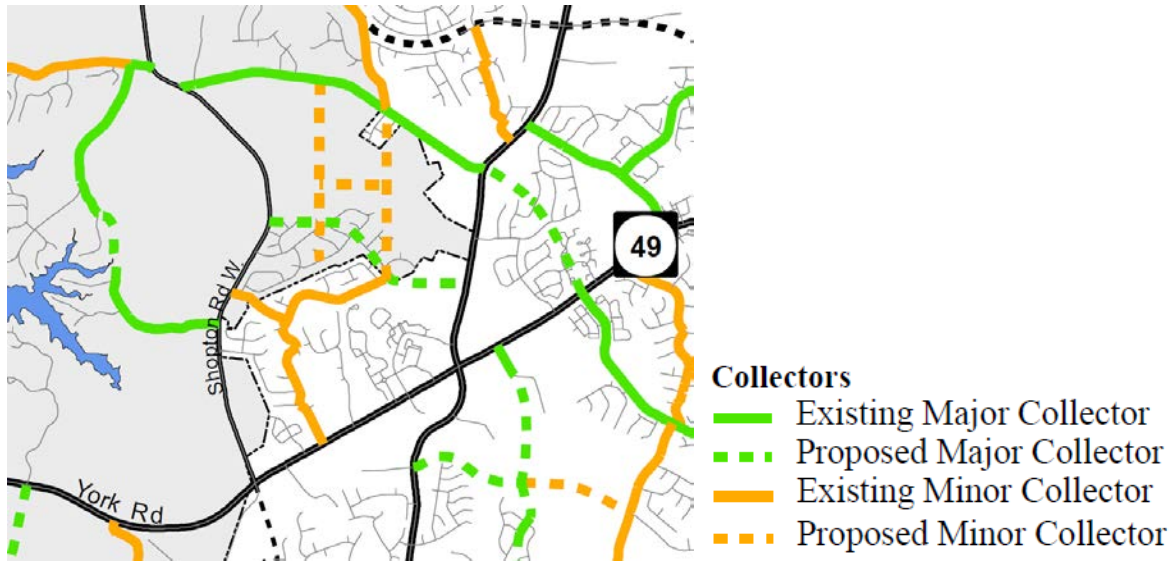 49
Shopton Rd W
York Rd
Collectors
Existing Major Collector
Proposed Major Collector
Existing Minor Collector
Proposed Minor Collector